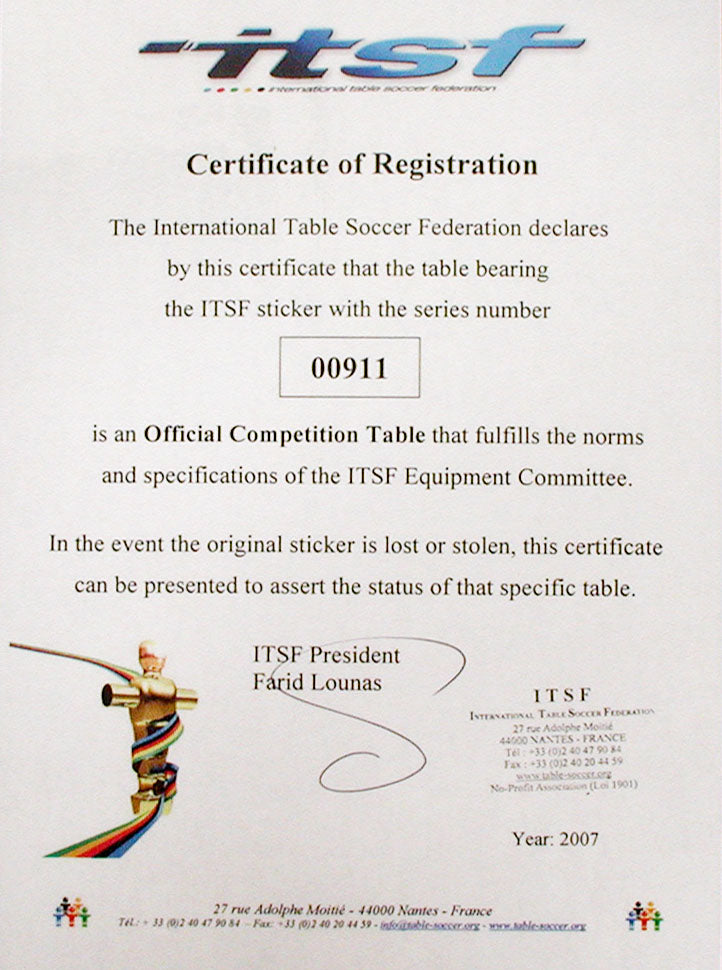 itsf
international table soccer federation
Certificate of Registration
The International Table Soccer Federation declares
by this certificate that the table bearing
the ITSF sticker with the series number
00911
is an Official Competition Table that fulfills the norms
and specifications of the ITSF Equipment Committee.
In the event the original sticker is lost or stolen, this certificate
can be presented to assert the status of that specific table.
ITSF President
Farid Lounas
ITSF
INTERNATIONAL TABLE SOCCER FEDERATION
27 rue Adolphe Moitié
44000 NANTES - FRANCE
Tél : +33 (0)2 40 47 90 84
Fax : +33 (0)2 40 20 44 59
www.table-soccer.org
No-Profit Association (Loi 1901)
Year: 2007
27 rue Adolphe Moitié - 44000 Nantes - France
Tél.: + 33 (0)2 40 47 90 84 – Fax: +33 (0)2 40 20 44 59 - info@table-soccer.org - www.table-soccer.org